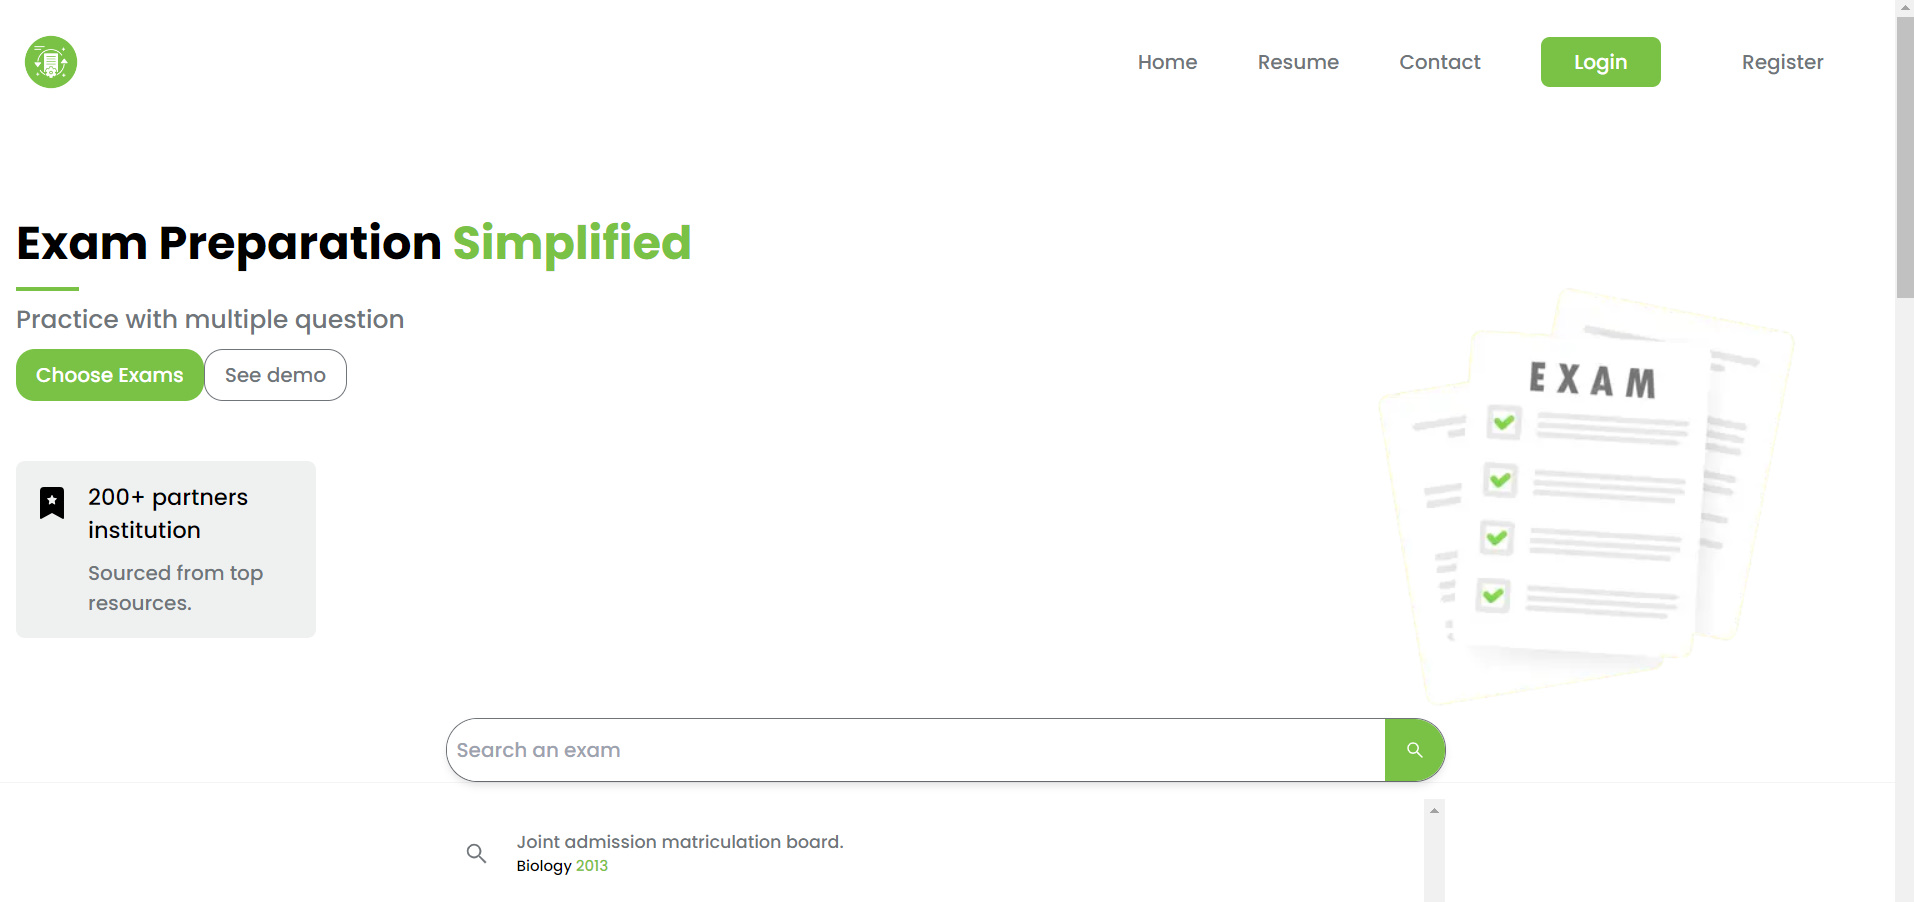 Home Resume Contact Login Register
Exam Preparation Simplified
Practice with multiple question
Choose Exams See demo
200+ partners
institution
Sourced from top
resources.
EXAM
Search an exam
Joint admission matriculation board.
Biology 2013